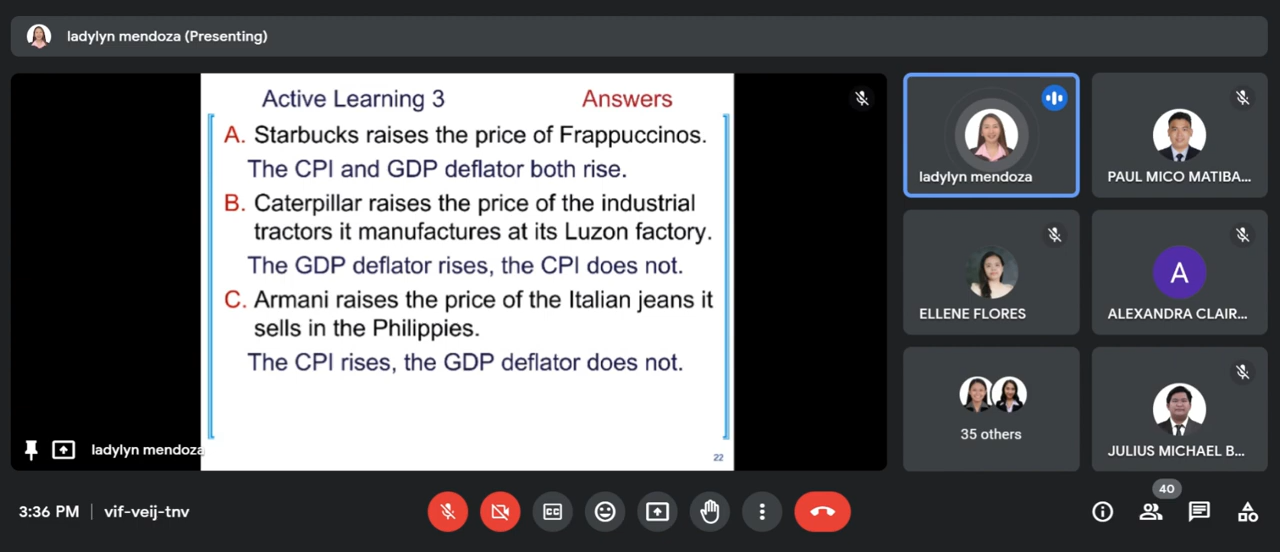 ladylyn mendoza (Presenting)
Active Learning 3 Answers
A. Starbucks raises the price of Frappuccinos.
The CPI and GDP deflator both rise.
B. Caterpillar raises the price of the industrial
tractors it manufactures at its Luzon factory.
The GDP deflator rises, the CPI does not.
C. Armani raises the price of the Italian jeans it
sells in the Philippies.
The CPI rises, the GDP deflator does not.
22
ladylyn mendoza
ladylyn mendoza
PAUL MICO MATIBA...
ELLENE FLORES
A
ALEXANDRA CLAIR...
35 others
JULIUS MICHAEL B...
3:36 PM | vif-veij-tnv
CC
40